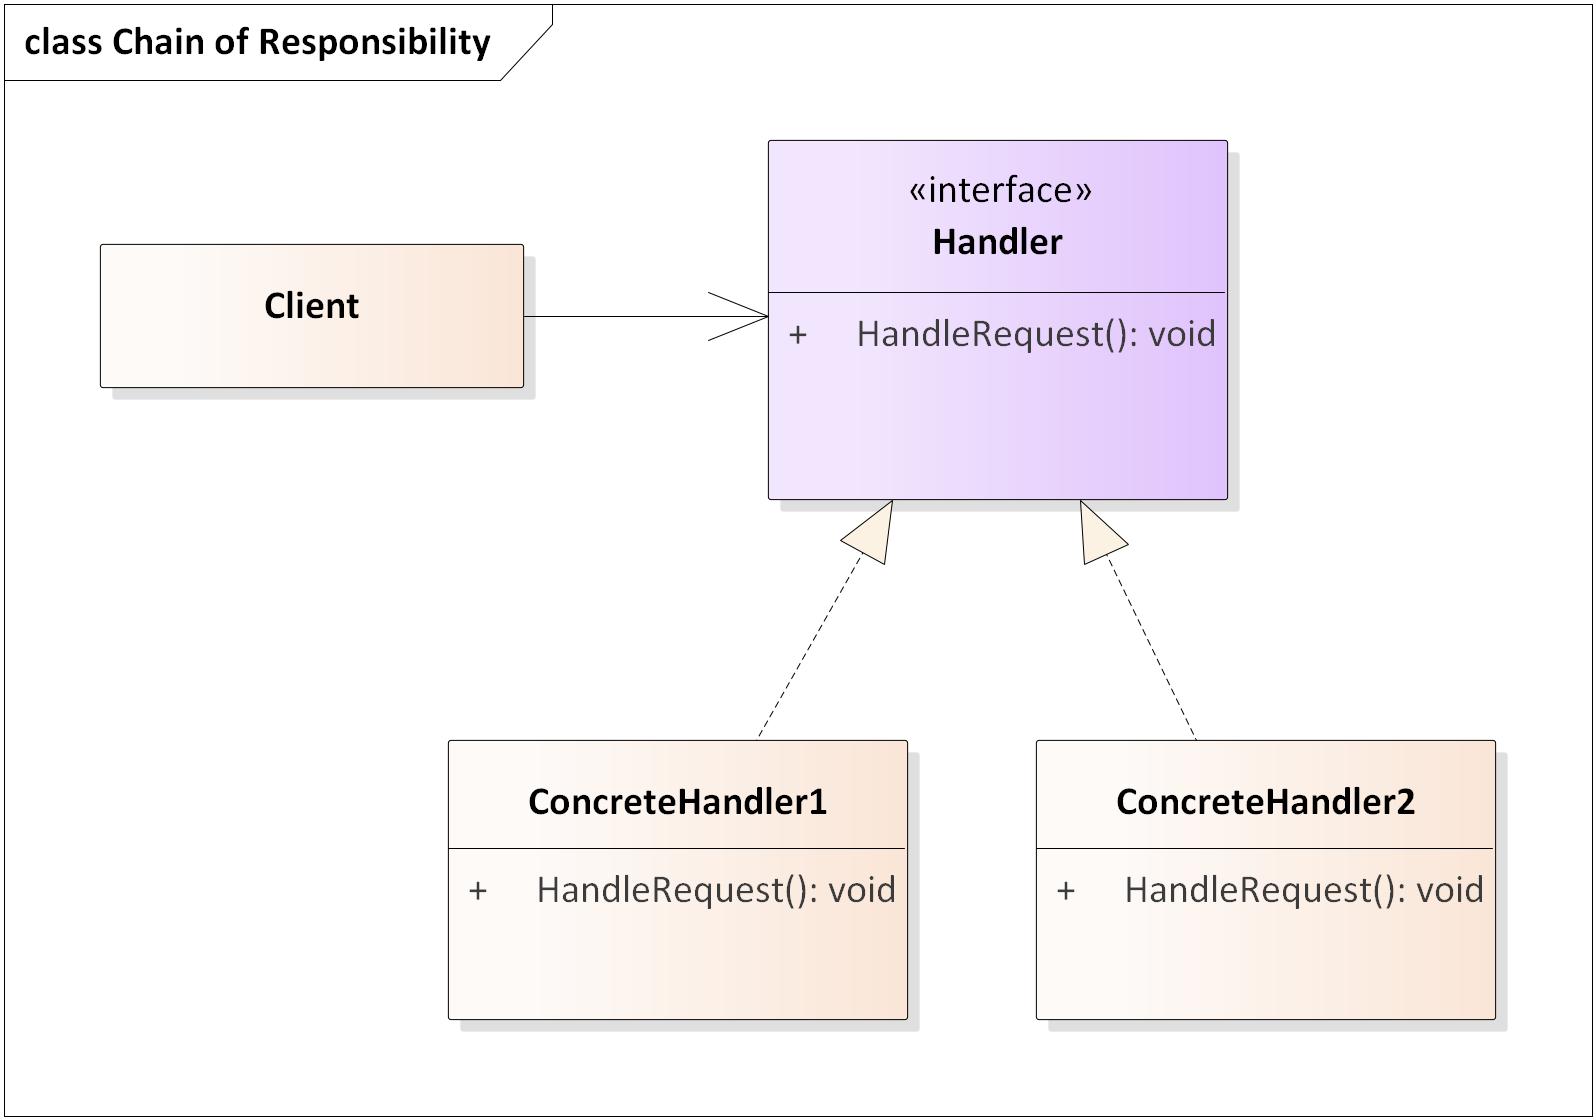 class Chain of Responsibility
«interface»
Handler
+ HandleRequest(): void
Client
ConcreteHandler1
+ HandleRequest(): void
ConcreteHandler2
+ HandleRequest(): void